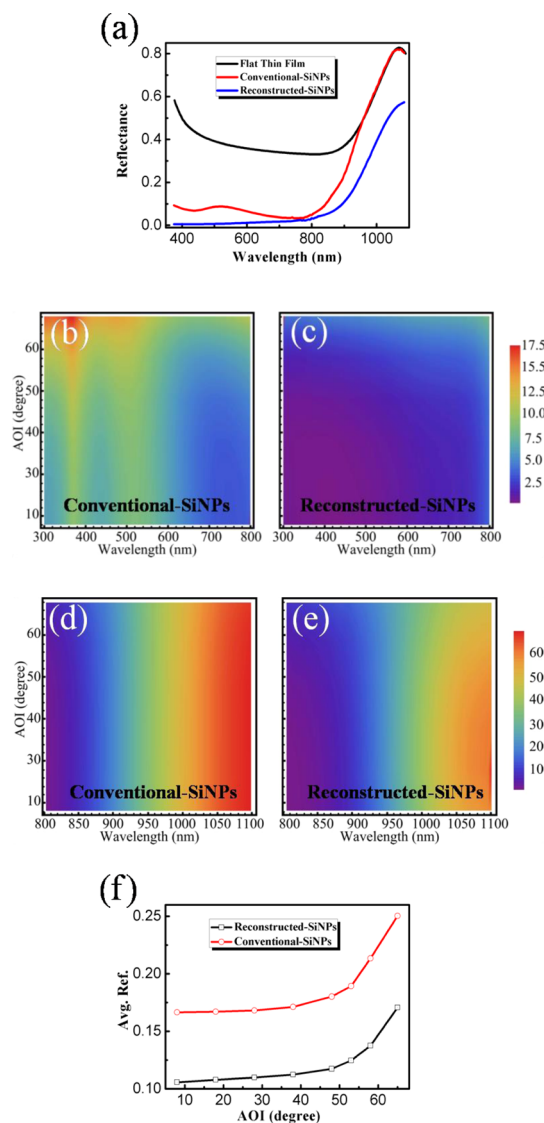 (a)
Flat Thin Film
Conventional-SiNPs
Reconstructed-SiNPs
0.8
0.6
0.4
0.2
0.0
Reflectance
400 600 800 1000
Wavelength (nm)
(b)
(c)
60
50
40
30
10
AOI (degree)
Conventional-SiNPs
Reconstructed-SiNPs
300 400 500 600 700 800
300 400 500 600 700 800
Wavelength (nm)
Wavelength (nm)
17.5
15.0
12.5
10.0
7.5
5.0
2.5
(d)
(e)
60
50
40
30
10
AOI (degree)
Conventional-SiNPs
Reconstructed-SiNPs
800 850 900 950 1000 1050 1100
800 850 900 950 1000 1050 1100
Wavelength (nm)
Wavelength (nm)
60
50
40
30
20
10
(f)
Reconstructed-SiNPs
Conventional-SiNPs
0.25
0.20
0.15
0.10
Avg. Ref.
10 20 30 40 50 60
AOI (degree)